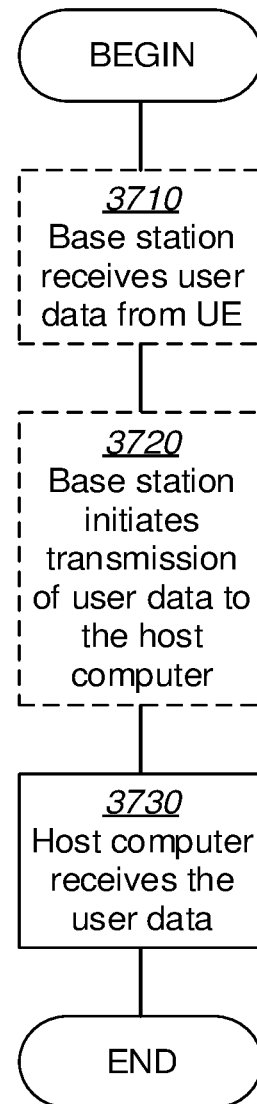 BEGIN
3710
Base station
receives user
data from UE
3720
Base station
initiates
transmission
of user data to
the host
computer
3730
Host computer
receives the
user data
END